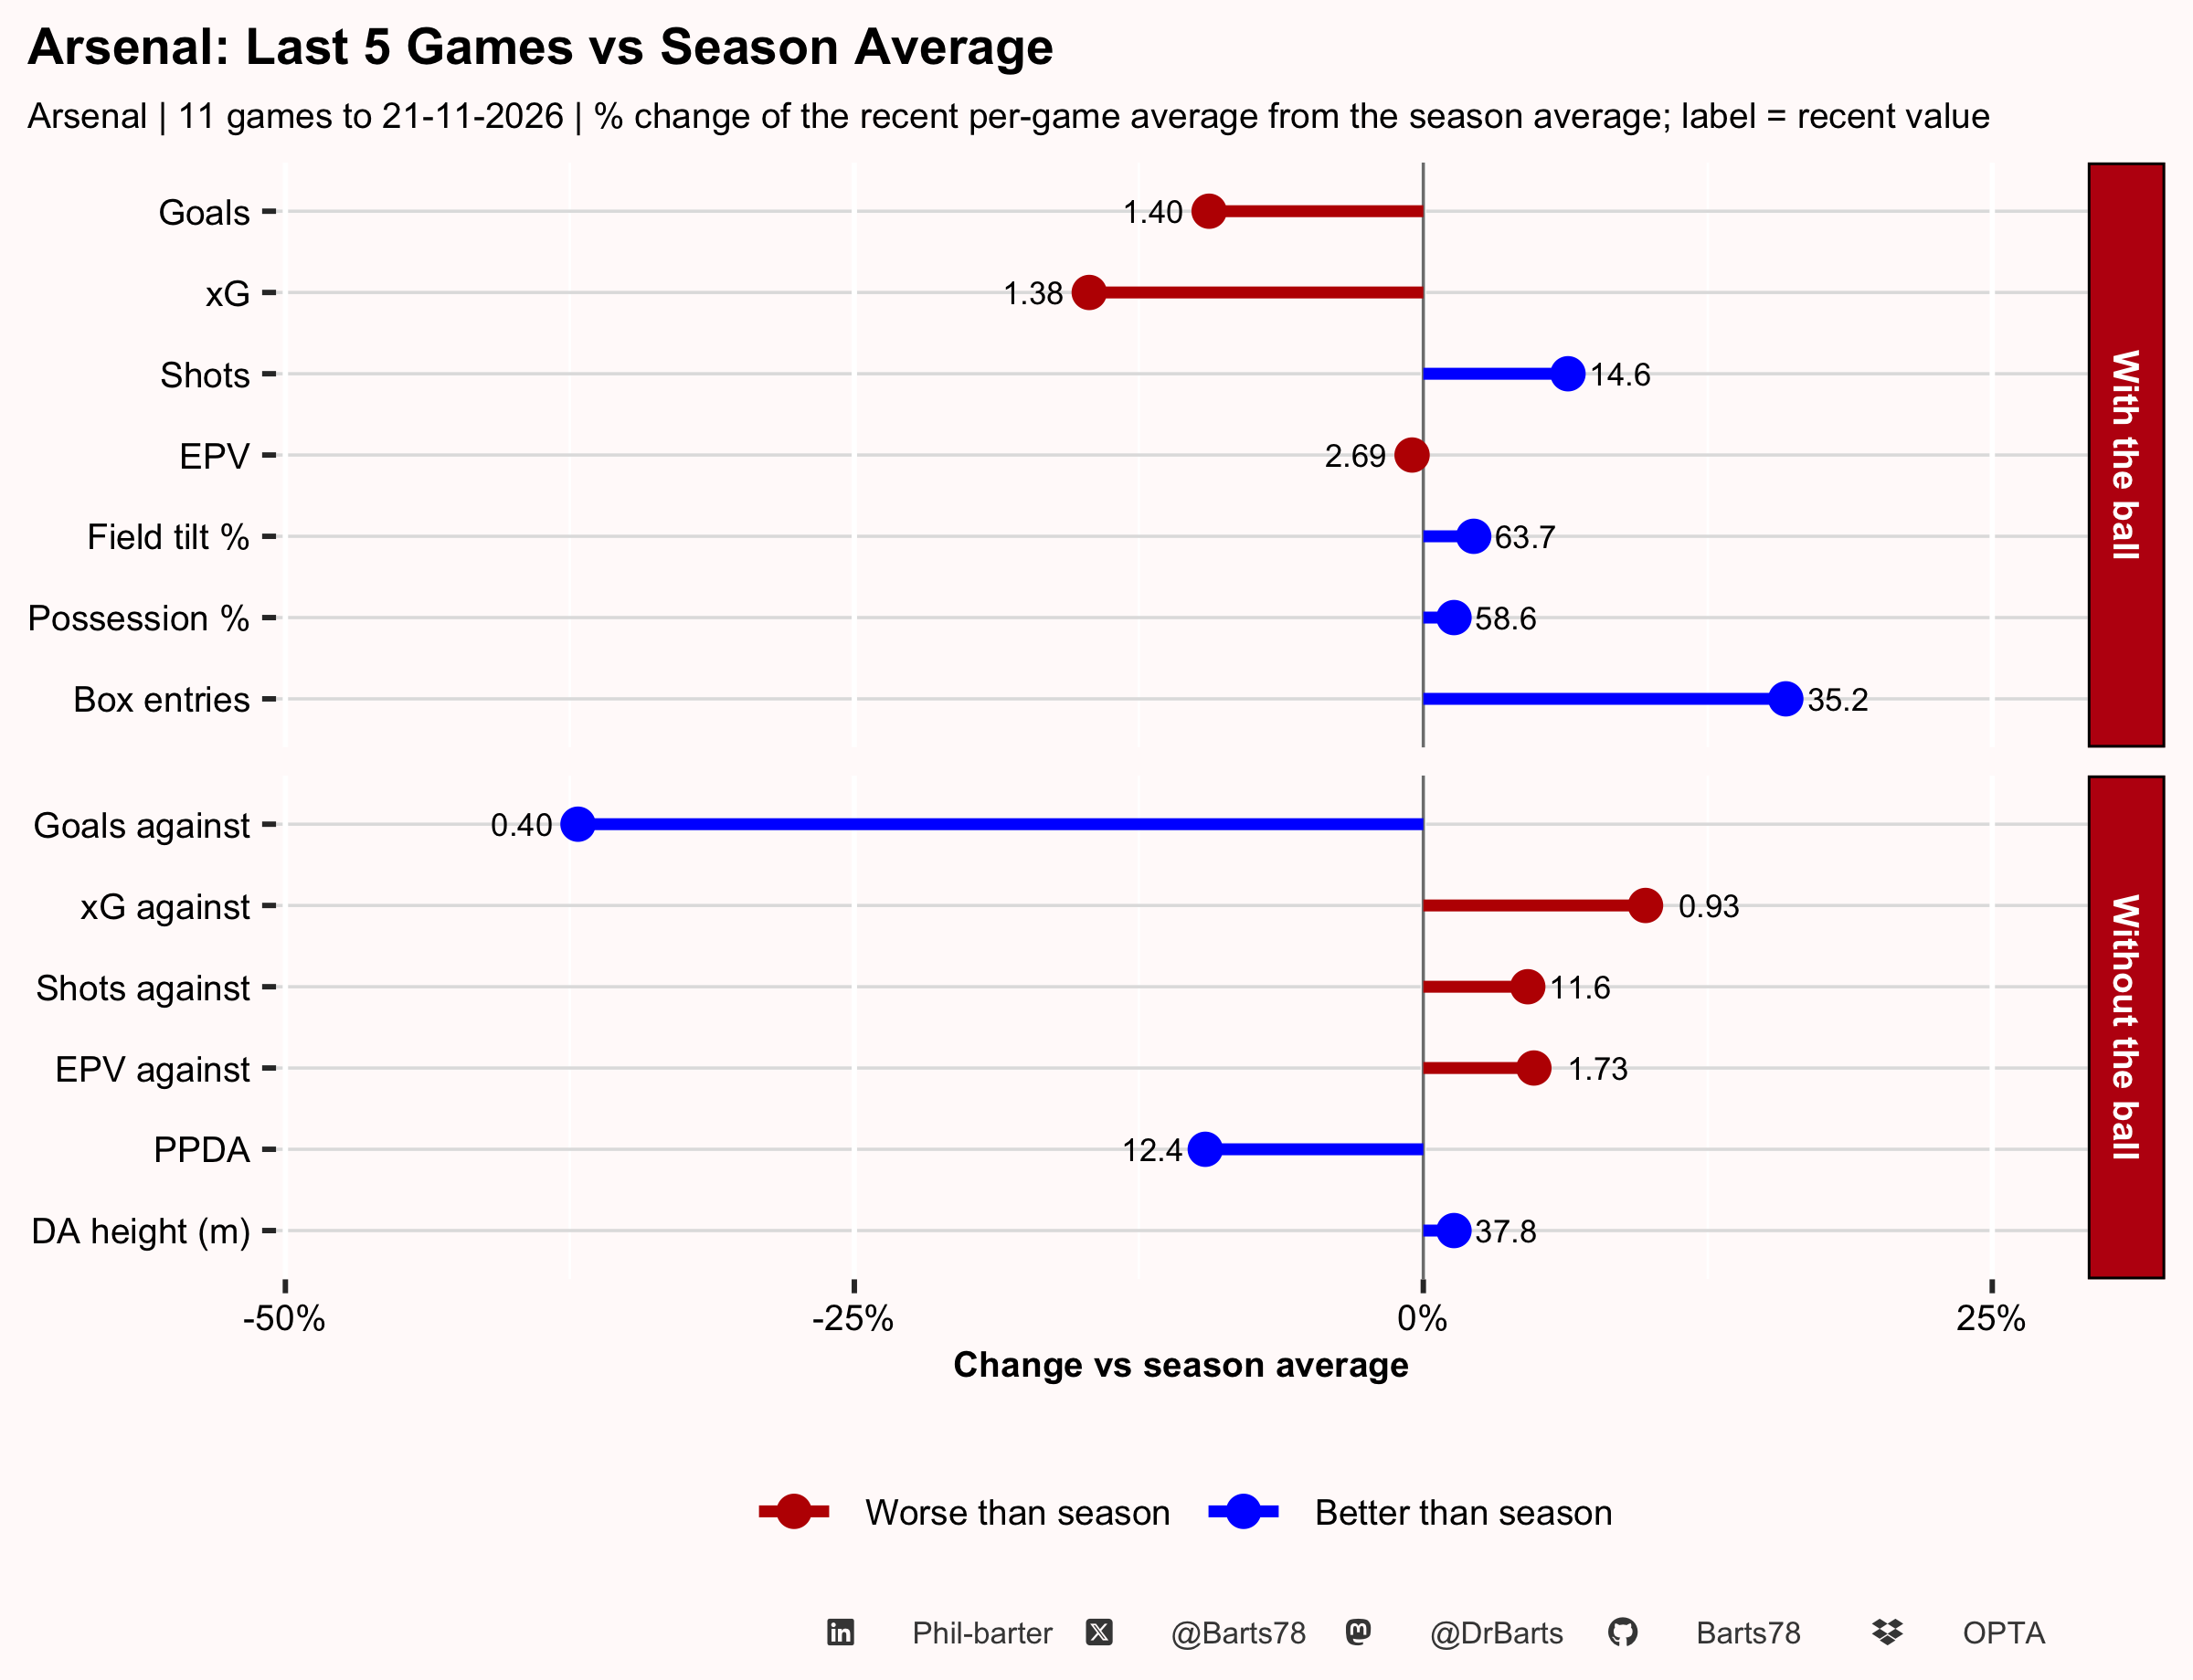 Arsenal: Last 5 Games vs Season Average
Arsenal | 11 games to 21-11-2026 | % change of the recent per-game average from the season average; label = recent value
Goals
1.40
xG
1.38
Shots
14.6
EPV
2.69
Field tilt %
63.7
Possession %
58.6
Box entries
35.2
With the ball
Goals against
0.40
xG against
0.93
Shots against
11.6
EPV against
1.73
PPDA
12.4
DA height (m)
37.8
Without the ball
-50% -25% 0% 25%
Change vs season average
Worse than season Better than season
Phil-barter @Barts78 @DrBarts Barts78 OPTA